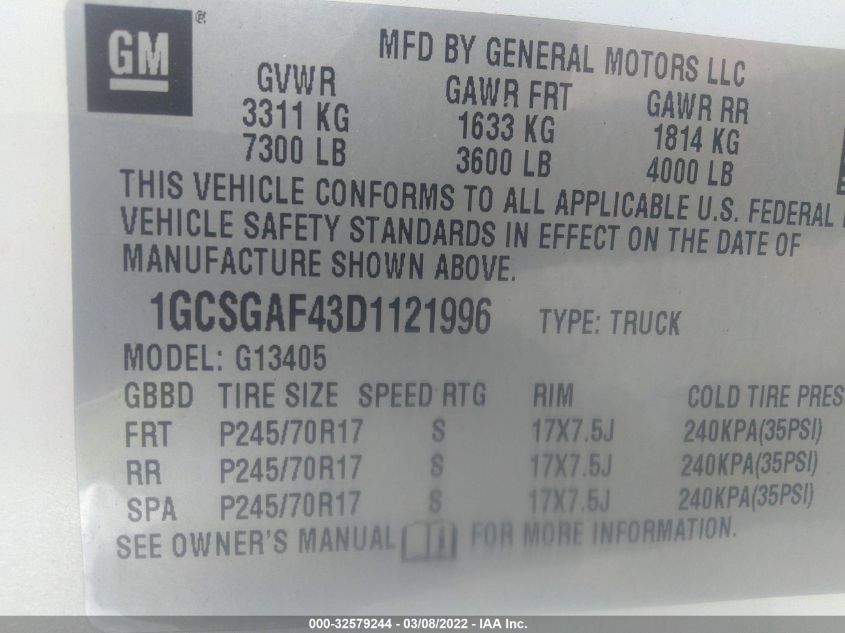 GM ®
MFD BY GENERAL MOTORS LLC
GVWR GAWR FRT GAWR RR
3311 KG 1633 KG 1814 KG
7300 LB 3600 LB 4000 LB
THIS VEHICLE CONFORMS TO ALL APPLICABLE U.S. FEDERAL
VEHICLE SAFETY STANDARDS IN EFFECT ON THE DATE OF
MANUFACTURE SHOWN ABOVE.
1GCSGAF43D1121996 TYPE: TRUCK
MODEL: G13405
GBBD TIRE SIZE SPEED RTG RIM COLD TIRE PRES
FRT P245/70R17 S 17X7.5J 240KPA(35PSI)
RR P245/70R17 S 17X7.5J 240KPA(35PSI)
SPA P245/70R17 S 17X7.5J 240KPA(35PSI)
SEE OWNER'S MANUAL FOR MORE INFORMATION.
000-32579244 - 03/08/2022 - IAA Inc.